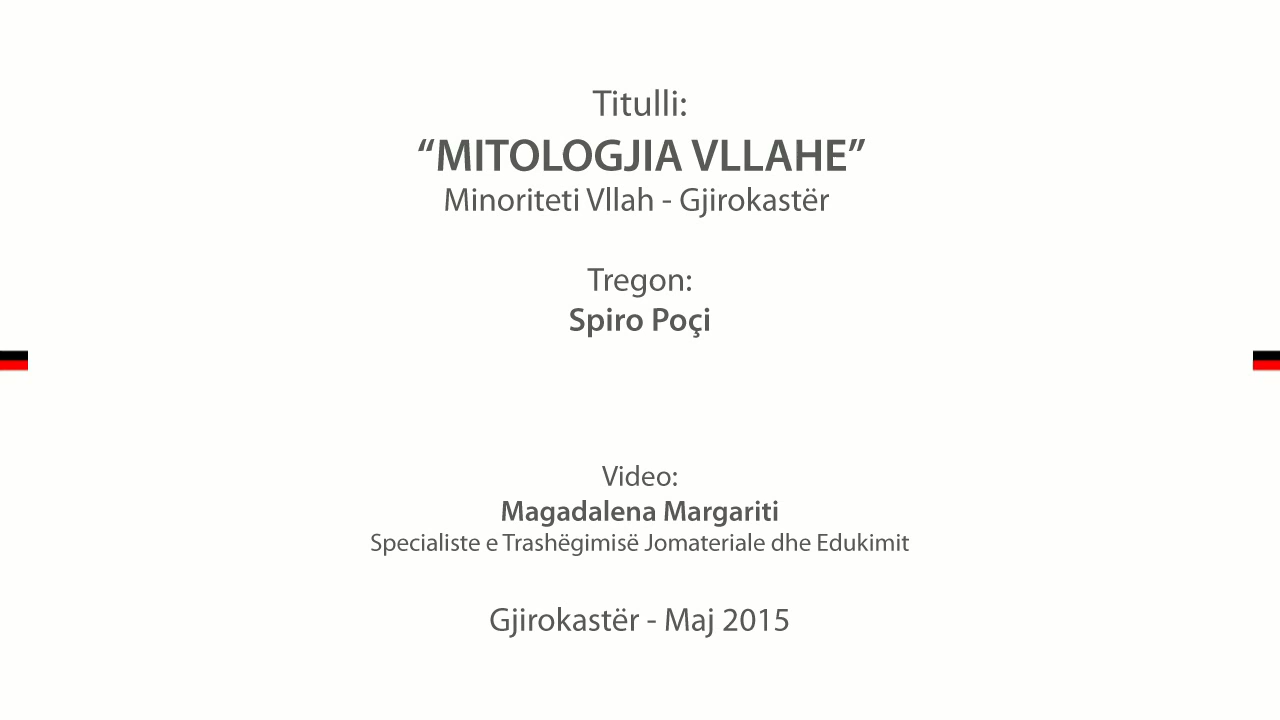 Titulli:
“MITOLOGJIA VLLAHE”
Minoriteti Vllah - Gjirokastër
Tregon:
Spiro Poçi
Video:
Magadalena Margariti
Specialiste e Trashëgimisë Jomateriale dhe Edukimit
Gjirokastër - Maj 2015